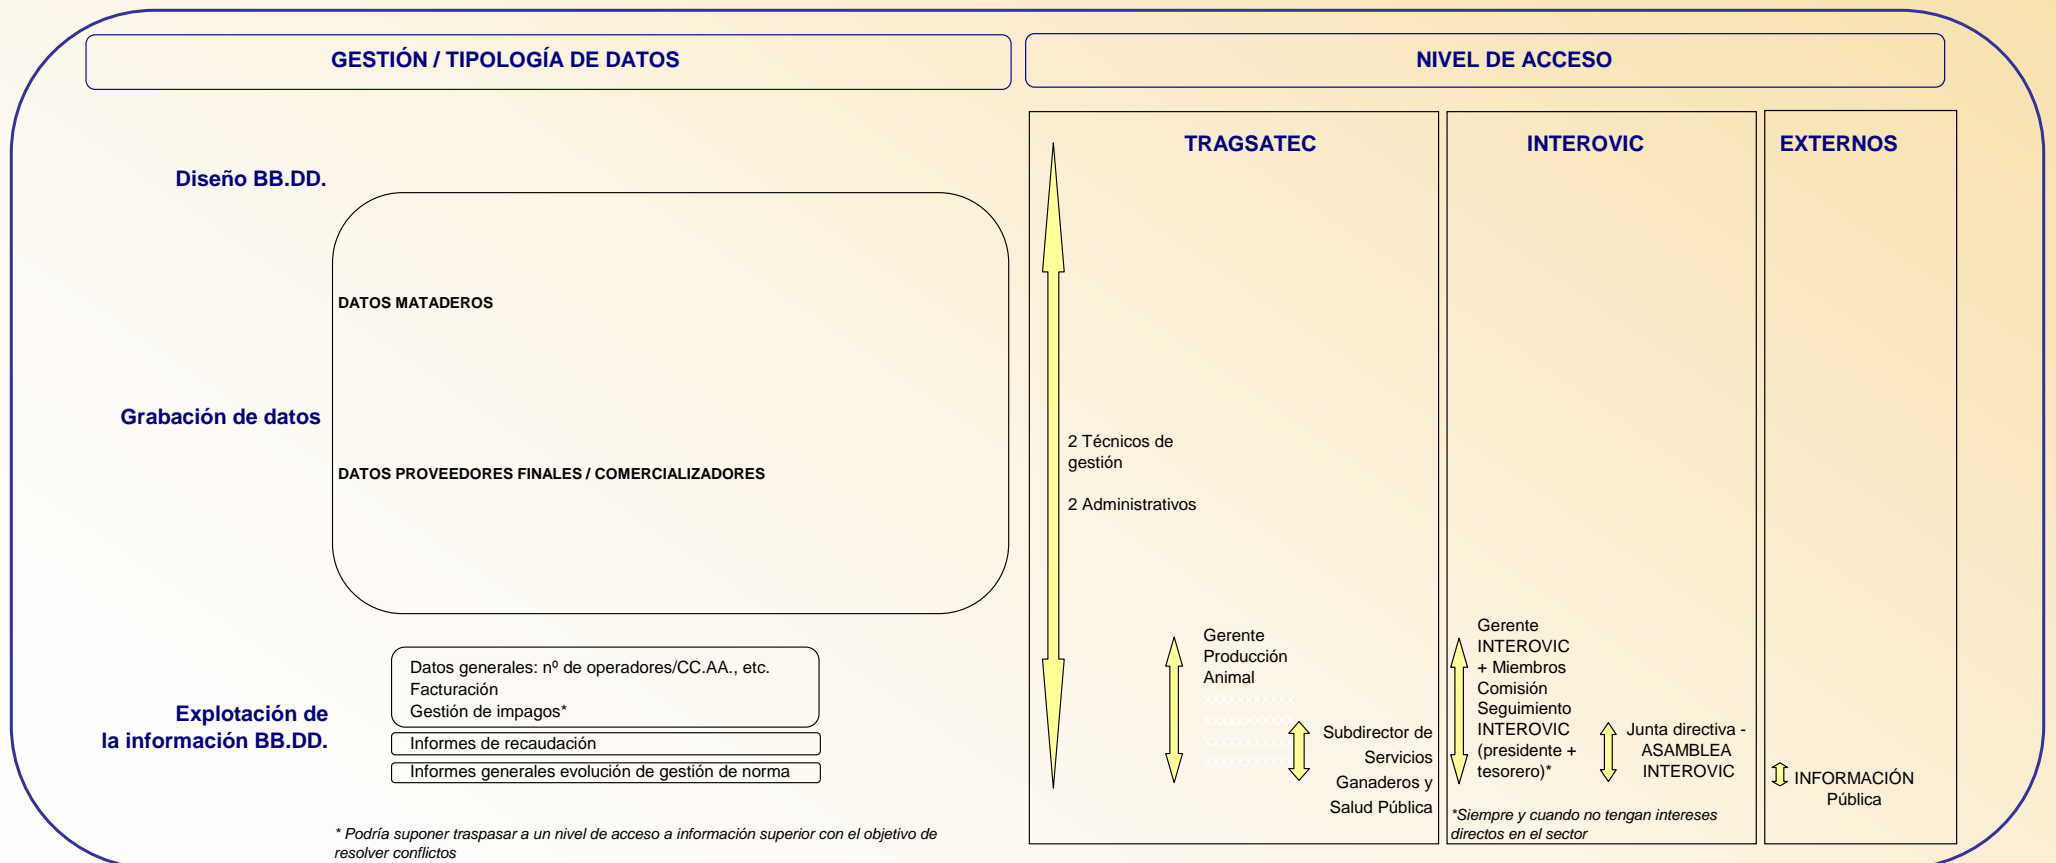 GESTIÓN / TIPOLOGÍA DE DATOS
NIVEL DE ACCESO
Diseño BB.DD.
DATOS MATADEROS
Grabación de datos
DATOS PROVEEDORES FINALES / COMERCIALIZADORES
Explotación de
la información BB.DD.
Datos generales: nº de operadores/CC.AA., etc.
Facturación
Gestión de impagos*
Informes de recaudación
Informes generales evolución de gestión de norma
* Podría suponer traspasar a un nivel de acceso a información superior con el objetivo de
resolver conflictos
TRAGSATEC
2 Técnicos de
gestión
2 Administrativos
Gerente
Producción
Animal
xxxxxxxxxxx
xxxxxxxxxxx
xxxxxxxxxxx
xxxxxxxxxxx
Subdirector de
Servicios
Ganaderos y
Salud Pública
INTEROVIC
Gerente
INTEROVIC
+ Miembros
Comisión
Seguimiento
INTEROVIC
(presidente +
tesorero)*
Junta directiva -
ASAMBLEA
INTEROVIC
*Siempre y cuando no tengan intereses
directos en el sector
EXTERNOS
INFORMACIÓN
Pública